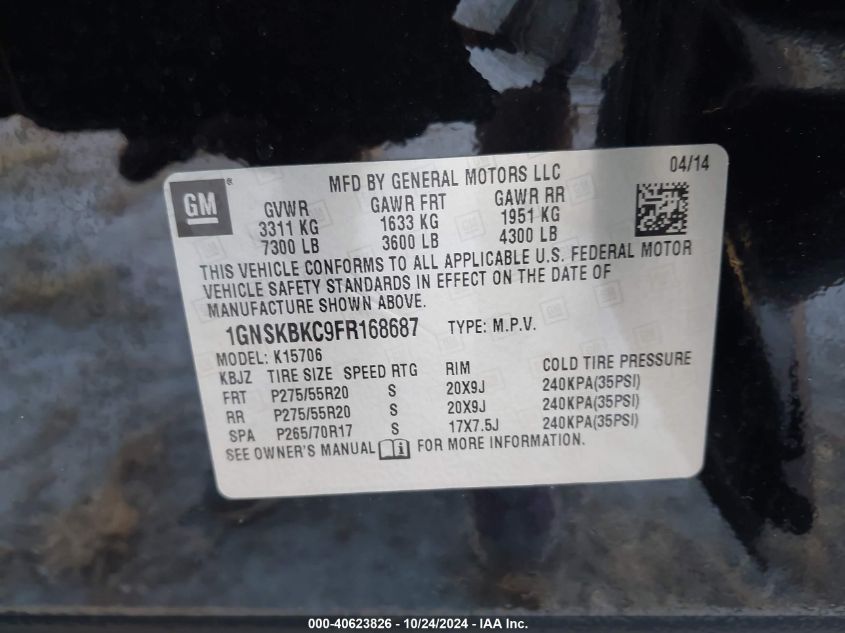 04/14
GM®
MFD BY GENERAL MOTORS LLC
GVWR GAWR FRT GAWR RR
3311 KG 1633 KG 1951 KG
7300 LB 3600 LB 4300 LB
THIS VEHICLE CONFORMS TO ALL APPLICABLE U.S. FEDERAL MOTOR
VEHICLE SAFETY STANDARDS IN EFFECT ON THE DATE OF
MANUFACTURE SHOWN ABOVE.
1GNSKBKC9FR168687 TYPE: M.P.V.
MODEL: K15706
KBJZ TIRE SIZE SPEED RTG RIM COLD TIRE PRESSURE
FRT P275/55R20 S 20X9J 240KPA(35PSI)
RR P275/55R20 S 20X9J 240KPA(35PSI)
SPA P265/70R17 S 17X7.5J 240KPA(35PSI)
SEE OWNER'S MANUAL FOR MORE INFORMATION.
000-40623826 - 10/24/2024 - IAA Inc.